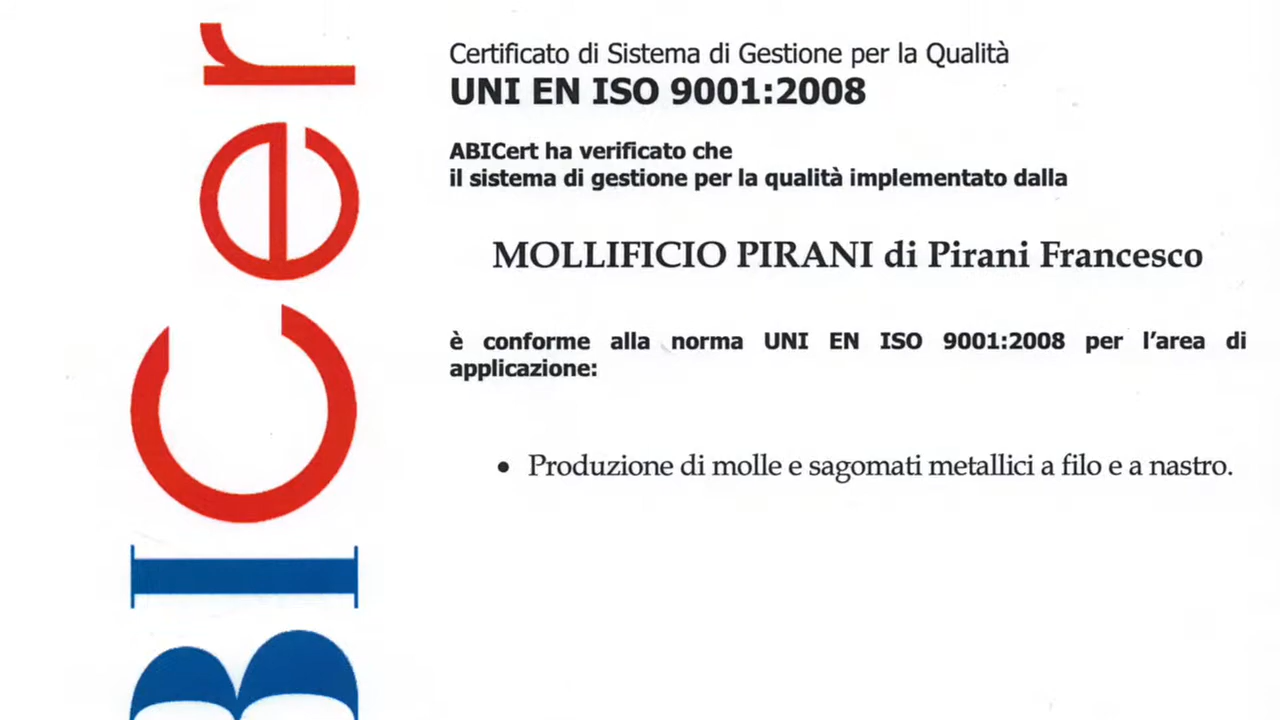 BICer
Certificato di Sistema di Gestione per la Qualità
UNI EN ISO 9001:2008
ABICert ha verificato che
il sistema di gestione per la qualità implementato dalla
MOLLIFICIO PIRANI di Pirani Francesco
è conforme alla norma UNI EN ISO 9001:2008 per l'area di
applicazione:
• Produzione di molle e sagomati metallici a filo e a nastro.